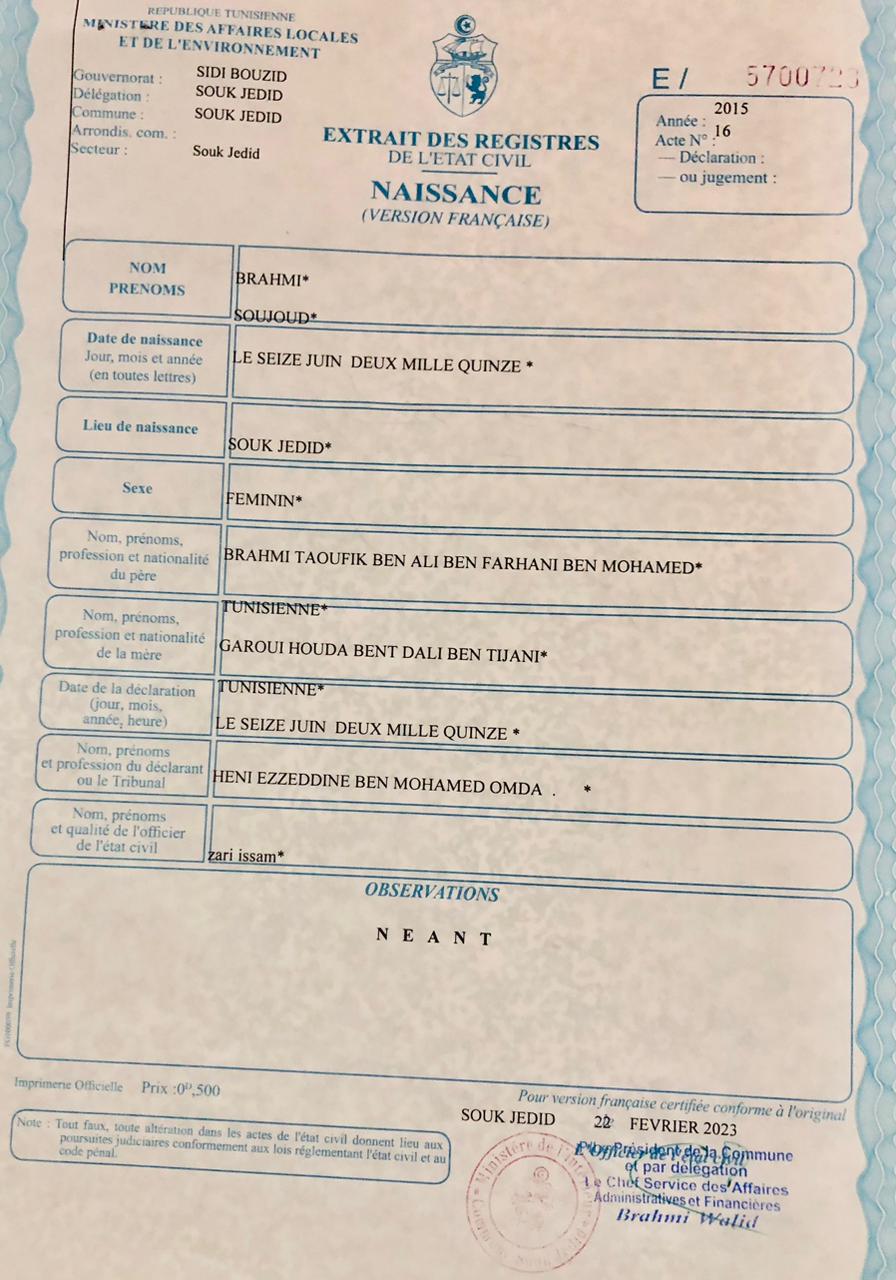 REPUBLIQUE TUNISIENNE
MINISTERE DES AFFAIRES LOCALES
ET DE L'ENVIRONNEMENT
Gouvernorat : SIDI BOUZID
Délégation : SOUK JEDID
Commune : SOUK JEDID
Arrondis. com. :
Secteur : Souk Jedid
EXTRAIT DES REGISTRES
DE L'ETAT CIVIL
NAISSANCE
(VERSION FRANÇAISE)
E / 5700723
Année : 2015
Acte N° : 16
— Déclaration :
— ou jugement :
NOM
PRENOMS
BRAHMI*
SOUJOUD*
Date de naissance
Jour, mois et année
(en toutes lettres)
LE SEIZE JUIN DEUX MILLE QUINZE *
Lieu de naissance
SOUK JEDID*
Sexe
FEMININ*
Nom, prénoms,
profession et nationalité
du père
BRAHMI TAOUFIK BEN ALI BEN FARHANI BEN MOHAMED*
TUNISIENNE*
Nom, prénoms,
profession et nationalité
de la mère
GAROUI HOUDA BENT DALI BEN TIJANI*
TUNISIENNE*
Date de la déclaration
(jour, mois,
année, heure)
LE SEIZE JUIN DEUX MILLE QUINZE *
Nom, prénoms
et profession du déclarant
ou le Tribunal
HENI EZZEDDINE BEN MOHAMED OMDA . *
Nom, prénoms
et qualité de l'officier
de l'état civil
zari issam*
OBSERVATIONS
N E A N T
Imprimerie Officielle Prix :0ᴰ,500
Pour version française certifiée conforme à l'original
SOUK JEDID 22 FEVRIER 2023
Note : Tout faux, toute altération dans les actes de l'état civil donnent lieu aux
poursuites judiciaires conformement aux lois réglementant l'état civil et au
code pénal.
L'Officier de l'état civil
Président de la Commune
et par délégation
Le Chef Service des Affaires
Administratives et Financières
Brahmi Walid
Ministère de l'Intérieur